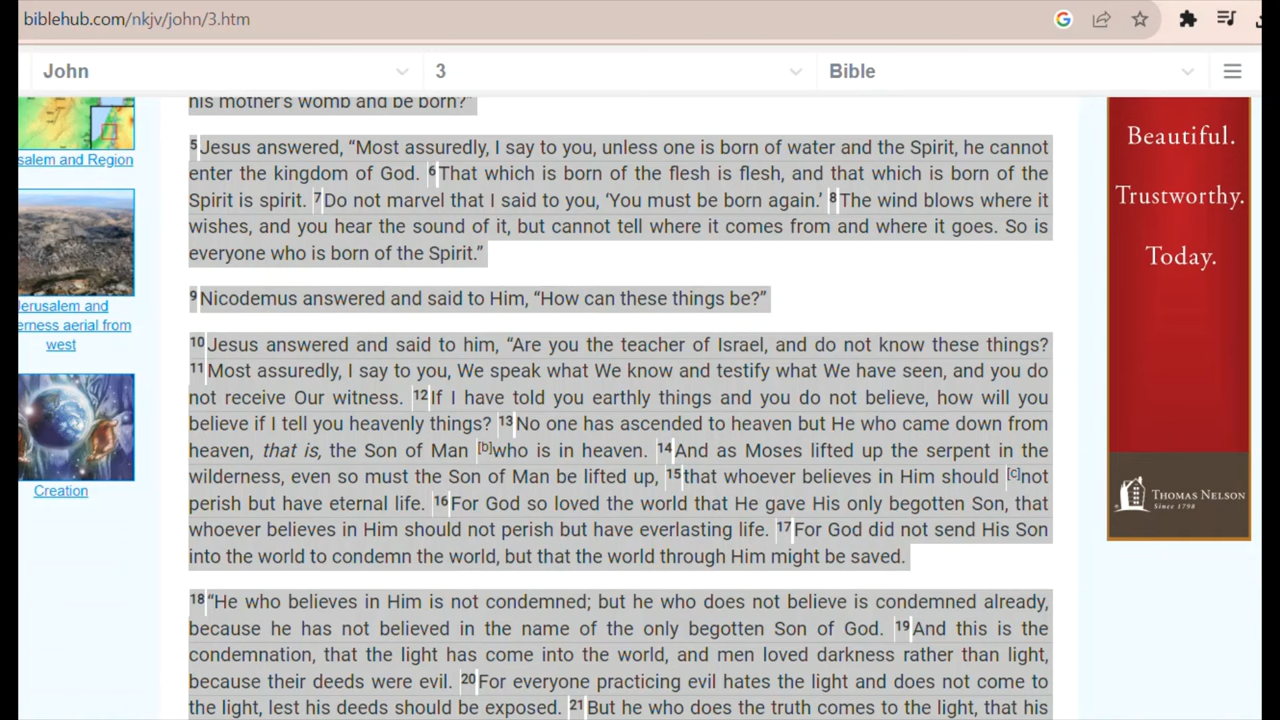 biblehub.com/nkjv/john/3.htm
John 3 Bible
his mother's womb and be born?”
5Jesus answered, “Most assuredly, I say to you, unless one is born of water and the Spirit, he cannot
enter the kingdom of God. 6That which is born of the flesh is flesh, and that which is born of the
Spirit is spirit. 7Do not marvel that I said to you, ‘You must be born again.’ 8The wind blows where it
wishes, and you hear the sound of it, but cannot tell where it comes from and where it goes. So is
everyone who is born of the Spirit.”
9Nicodemus answered and said to Him, “How can these things be?”
10Jesus answered and said to him, “Are you the teacher of Israel, and do not know these things?
11Most assuredly, I say to you, We speak what We know and testify what We have seen, and you do
not receive Our witness. 12If I have told you earthly things and you do not believe, how will you
believe if I tell you heavenly things? 13No one has ascended to heaven but He who came down from
heaven, that is, the Son of Man [b]who is in heaven. 14And as Moses lifted up the serpent in the
wilderness, even so must the Son of Man be lifted up, 15that whoever believes in Him should [c]not
perish but have eternal life. 16For God so loved the world that He gave His only begotten Son, that
whoever believes in Him should not perish but have everlasting life. 17For God did not send His Son
into the world to condemn the world, but that the world through Him might be saved.
18“He who believes in Him is not condemned; but he who does not believe is condemned already,
because he has not believed in the name of the only begotten Son of God. 19And this is the
condemnation, that the light has come into the world, and men loved darkness rather than light,
because their deeds were evil. 20For everyone practicing evil hates the light and does not come to
the light, lest his deeds should be exposed. 21But he who does the truth comes to the light, that his
salem and Region
Jerusalem and
erness aerial from
west
Creation
Beautiful.
Trustworthy.
Today.
THOMAS NELSON
Since 1798